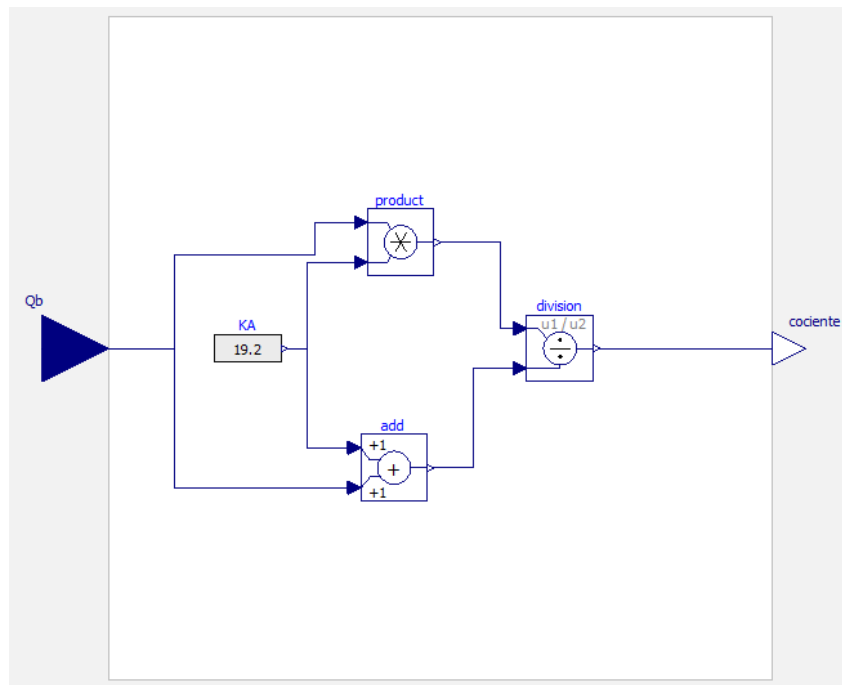 product
Qb
KA
19.2
division
u1/u2
cociente
add
+1
+
+1